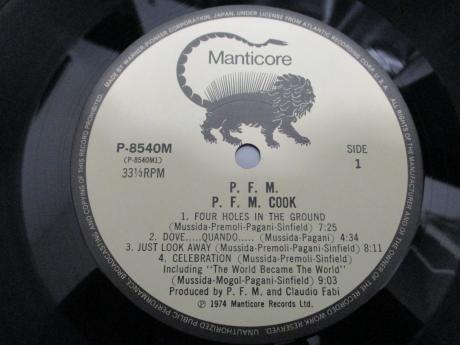 MADE BY WARNER-PIONEER CORPORATION, JAPAN, UNDER LICENSE FROM ATLANTIC RECORDING CORP. U.S.A.
Manticore
P-8540M
(P-8540M1)
33⅓RPM
SIDE
1
P. F. M.
P. F. M. COOK
1. FOUR HOLES IN THE GROUND
(Mussida-Premoli-Pagani-Sinfield) 7:25
2. DOVE.....QUANDO..... (Mussida-Pagani) 4:34
3. JUST LOOK AWAY (Mussida-Premoli-Pagani-Sinfield) 8:11
4. CELEBRATION (Mussida-Premoli-Sinfield)
Including "The World Became The World"
(Mussida-Mogol-Pagani-Sinfield) 9:03
Produced by P. F. M. and Claudio Fabi
Ⓟ 1974 Manticore Records Ltd.
ALL RIGHTS OF THE MANUFACTURER AND OF THE OWNER OF THE RECORDED WORK RESERVED. UNAUTHORIZED PUBLIC PERFORMANCE, BROADCASTING AND COPYING OF THIS RECORD PROHIBITED.